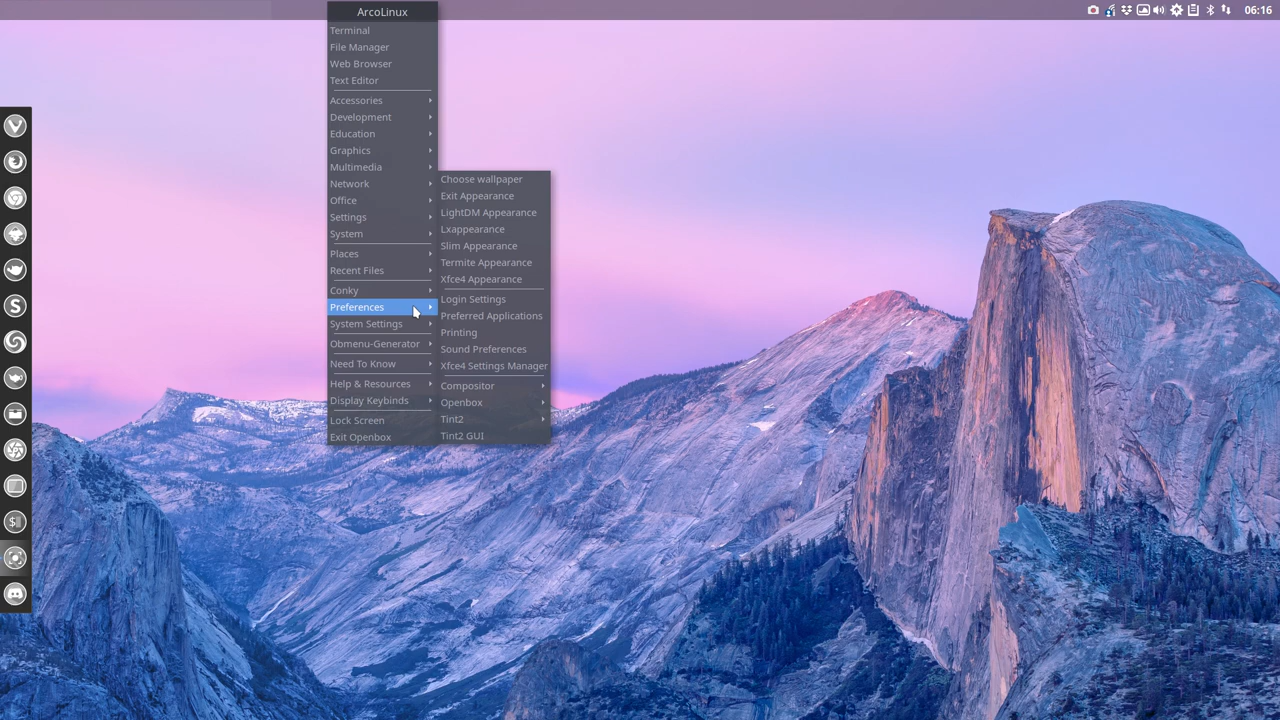 06:16
ArcoLinux
Terminal
File Manager
Web Browser
Text Editor
Accessories
Development
Education
Graphics
Multimedia
Network
Office
Settings
System
Places
Recent Files
Conky
Preferences
System Settings
Obmenu-Generator
Need To Know
Help & Resources
Display Keybinds
Lock Screen
Exit Openbox
Choose wallpaper
Exit Appearance
LightDM Appearance
Lxappearance
Slim Appearance
Termite Appearance
Xfce4 Appearance
Login Settings
Preferred Applications
Printing
Sound Preferences
Xfce4 Settings Manager
Compositor
Openbox
Tint2
Tint2 GUI